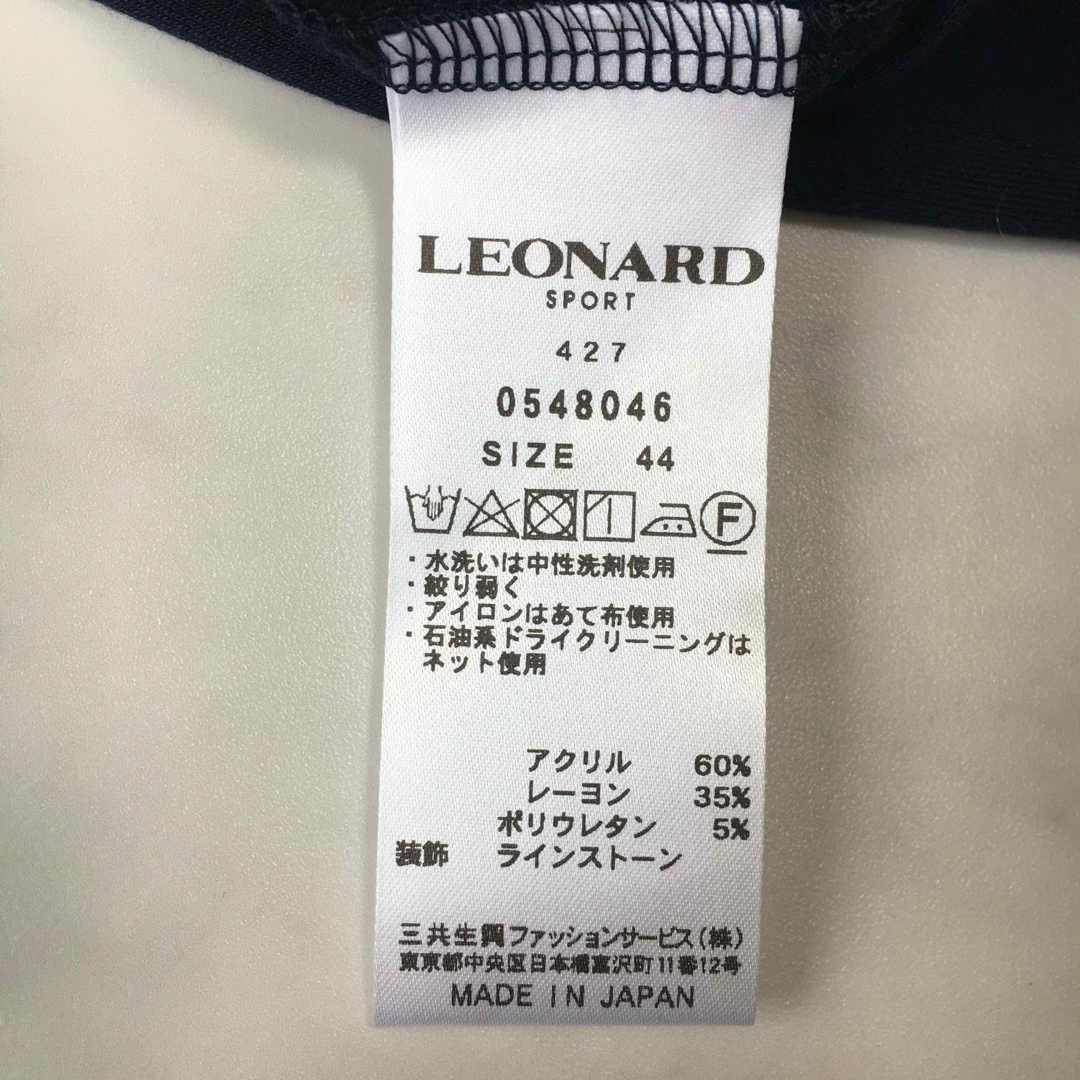 LEONARD
SPORT
427
0548046
SIZE 44
F
・水洗いは中性洗剤使用
・絞り弱く
・アイロンはあて布使用
・石油系ドライクリーニングは
ネット使用
アクリル 60%
レーヨン 35%
ポリウレタン 5%
装飾 ラインストーン
三共生興ファッションサービス(株)
東京都中央区日本橋富沢町11番12号
MADE IN JAPAN